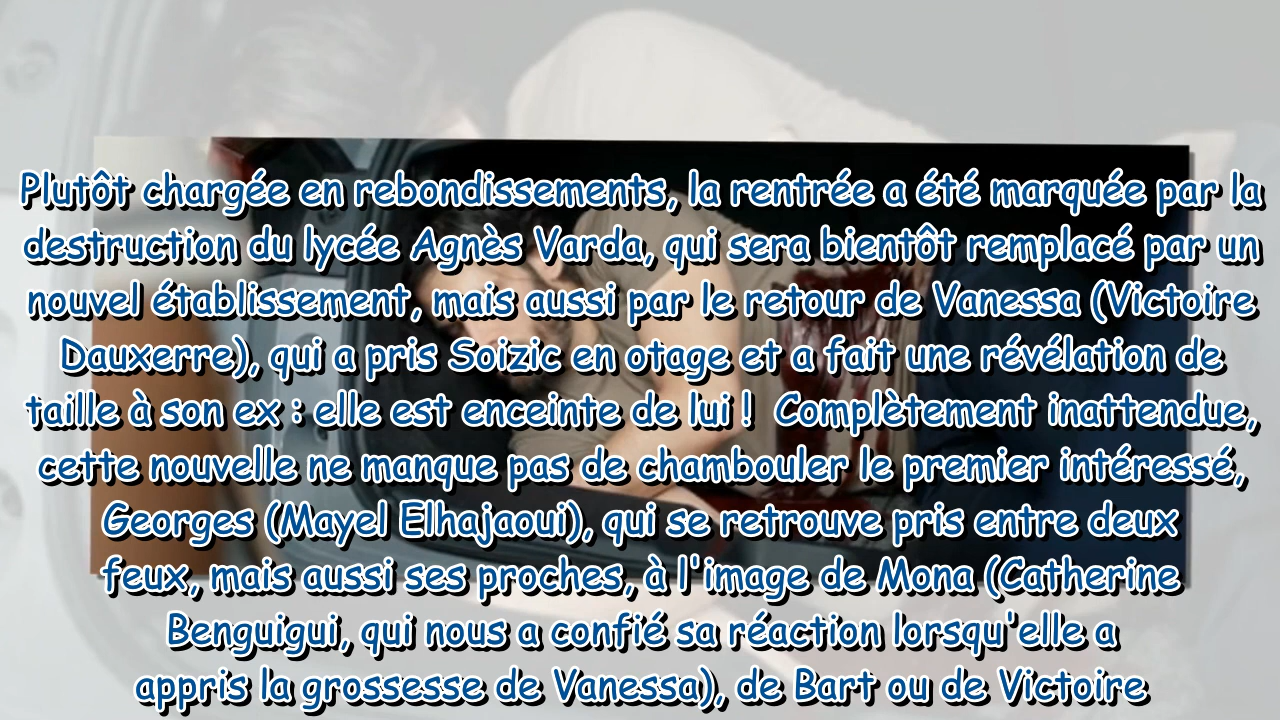 Plutôt chargée en rebondissements, la rentrée a été marquée par la
destruction du lycée Agnès Varda, qui sera bientôt remplacé par un
nouvel établissement, mais aussi par le retour de Vanessa (Victoire
Dauxerre), qui a pris Soizic en otage et a fait une révélation de
taille à son ex : elle est enceinte de lui !  Complètement inattendue,
cette nouvelle ne manque pas de chambouler le premier intéressé,
Georges (Mayel Elhajaoui), qui se retrouve pris entre deux
feux, mais aussi ses proches, à l'image de Mona (Catherine
Benguigui, qui nous a confié sa réaction lorsqu'elle a
appris la grossesse de Vanessa), de Bart ou de Victoire